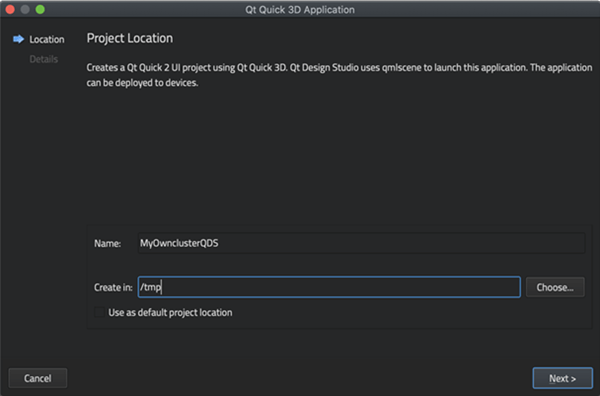 Qt Quick 3D Application
Location
Details
Project Location
Creates a Qt Quick 2 UI project using Qt Quick 3D. Qt Design Studio uses qmlscene to launch this application. The application
can be deployed to devices.
Name: MyOwnclusterQDS
Create in: /tmp Choose...
Use as default project location
Cancel Next >